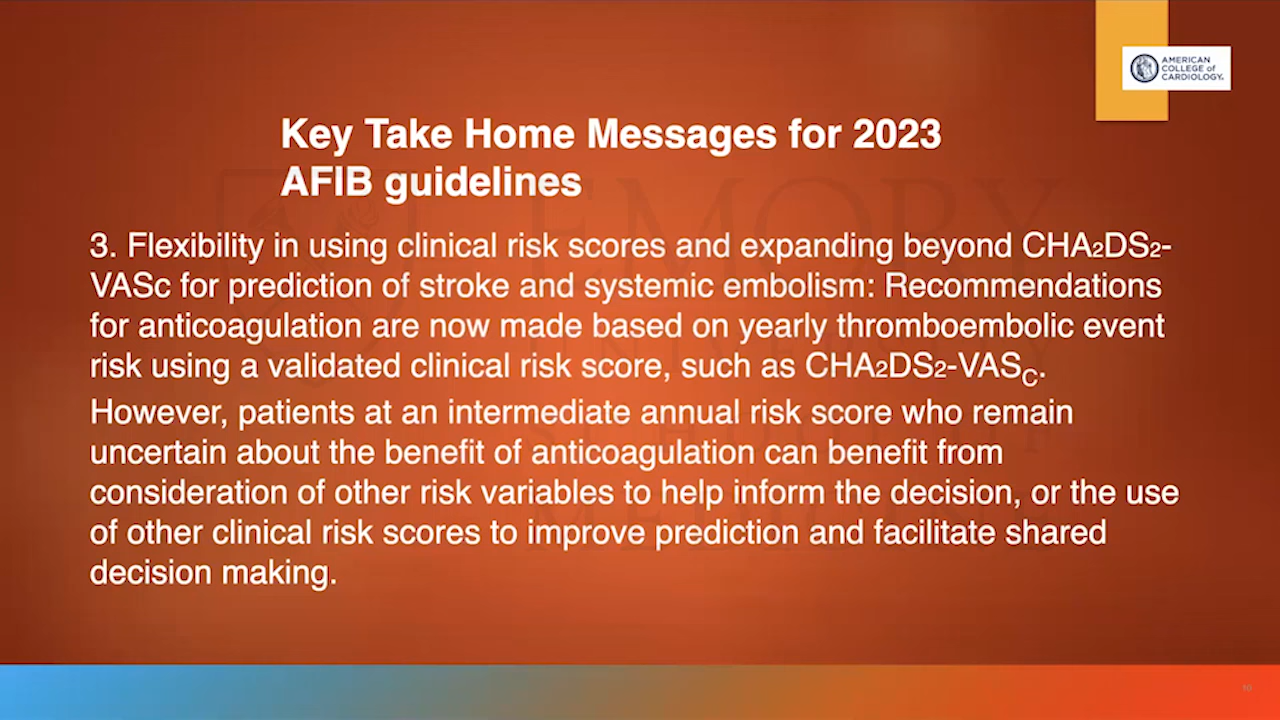 AMERICAN
COLLEGE of
CARDIOLOGY®
Key Take Home Messages for 2023
AFIB guidelines
3. Flexibility in using clinical risk scores and expanding beyond CHA2DS2-
VASc for prediction of stroke and systemic embolism: Recommendations
for anticoagulation are now made based on yearly thromboembolic event
risk using a validated clinical risk score, such as CHA2DS2-VASC.
However, patients at an intermediate annual risk score who remain
uncertain about the benefit of anticoagulation can benefit from
consideration of other risk variables to help inform the decision, or the use
of other clinical risk scores to improve prediction and facilitate shared
decision making.
EMORY
10